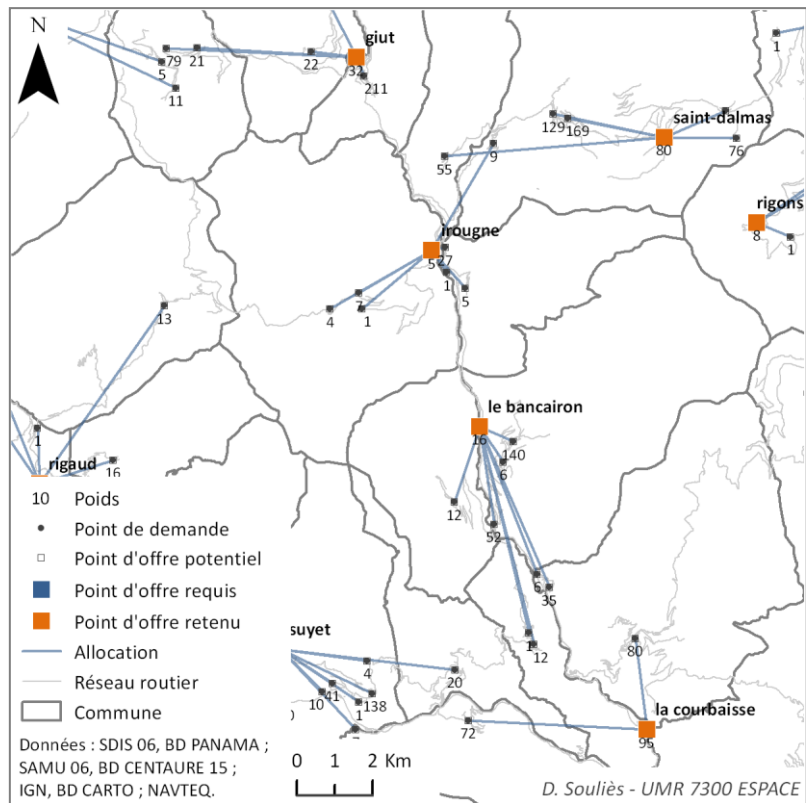 N
giut
79
21
22
5
32
11
211
1
saint-dalmas
129
169
9
55
80
76
rigons
irougne
8
5
27
1
1
5
7
4
1
13
le bancairon
16
1
140
rigaud
16
6
12
52
6
35
1
12
80
suyet
4
20
10
41
1
138
72
la courbaisse
95
10 Poids
Point de demande
Point d'offre potentiel
Point d'offre requis
Point d'offre retenu
Allocation
Réseau routier
Commune
Données : SDIS 06, BD PANAMA ;
SAMU 06, BD CENTAURE 15 ;
IGN, BD CARTO ; NAVTEQ.
0 1 2 Km
D. Souliès - UMR 7300 ESPACE